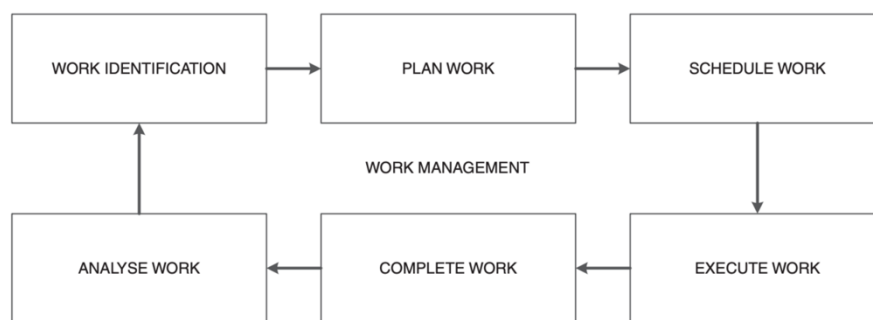 WORK IDENTIFICATION
PLAN WORK
SCHEDULE WORK
WORK MANAGEMENT
ANALYSE WORK
COMPLETE WORK
EXECUTE WORK